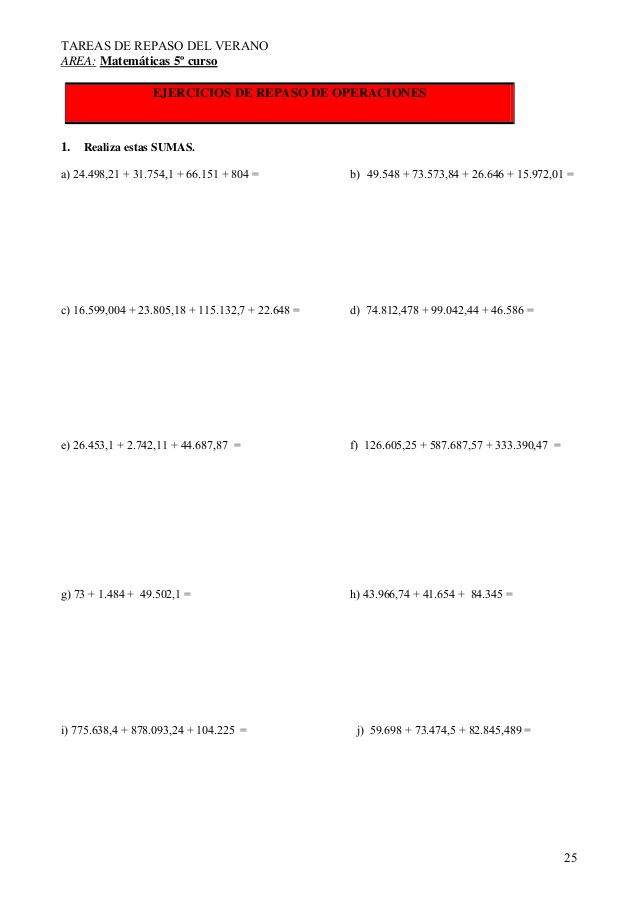 TAREAS DE REPASO DEL VERANO
AREA: Matemáticas 5º curso
EJERCICIOS DE REPASO DE OPERACIONES
1. Realiza estas SUMAS.
a) 24.498,21 + 31.754,1 + 66.151 + 804 =
b) 49.548 + 73.573,84 + 26.646 + 15.972,01 =
c) 16.599,004 + 23.805,18 + 115.132,7 + 22.648 =
d) 74.812,478 + 99.042,44 + 46.586 =
e) 26.453,1 + 2.742,11 + 44.687,87 =
f) 126.605,25 + 587.687,57 + 333.390,47 =
g) 73 + 1.484 + 49.502,1 =
h) 43.966,74 + 41.654 + 84.345 =
i) 775.638,4 + 878.093,24 + 104.225 =
j) 59.698 + 73.474,5 + 82.845,489 =
25